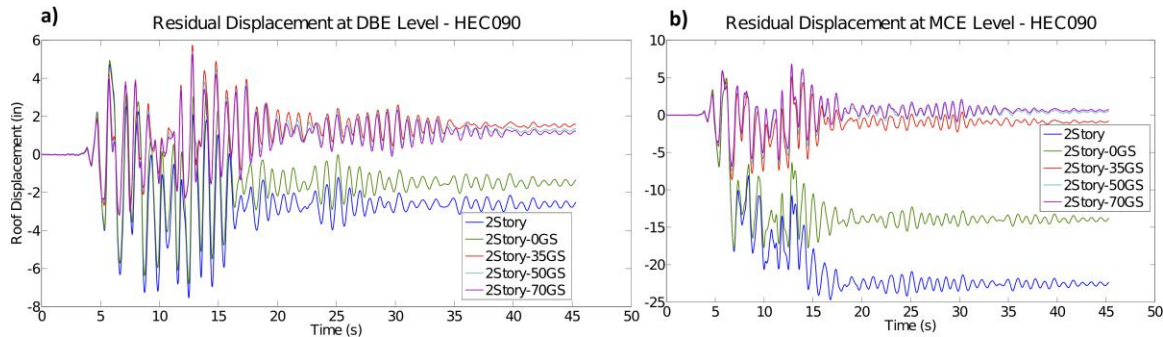 a)
Residual Displacement at DBE Level - HEC090
Roof Displacement (in)
6
4
2
0
-2
-4
-6
-8
2Story
2Story-0GS
2Story-35GS
2Story-50GS
2Story-70GS
0 5 10 15 20 25 30 35 40 45 50
Time (s)
b)
Residual Displacement at MCE Level - HEC090
10
5
0
-5
-10
-15
-20
-25
2Story
2Story-0GS
2Story-35GS
2Story-50GS
2Story-70GS
0 5 10 15 20 25 30 35 40 45 50
Time (s)